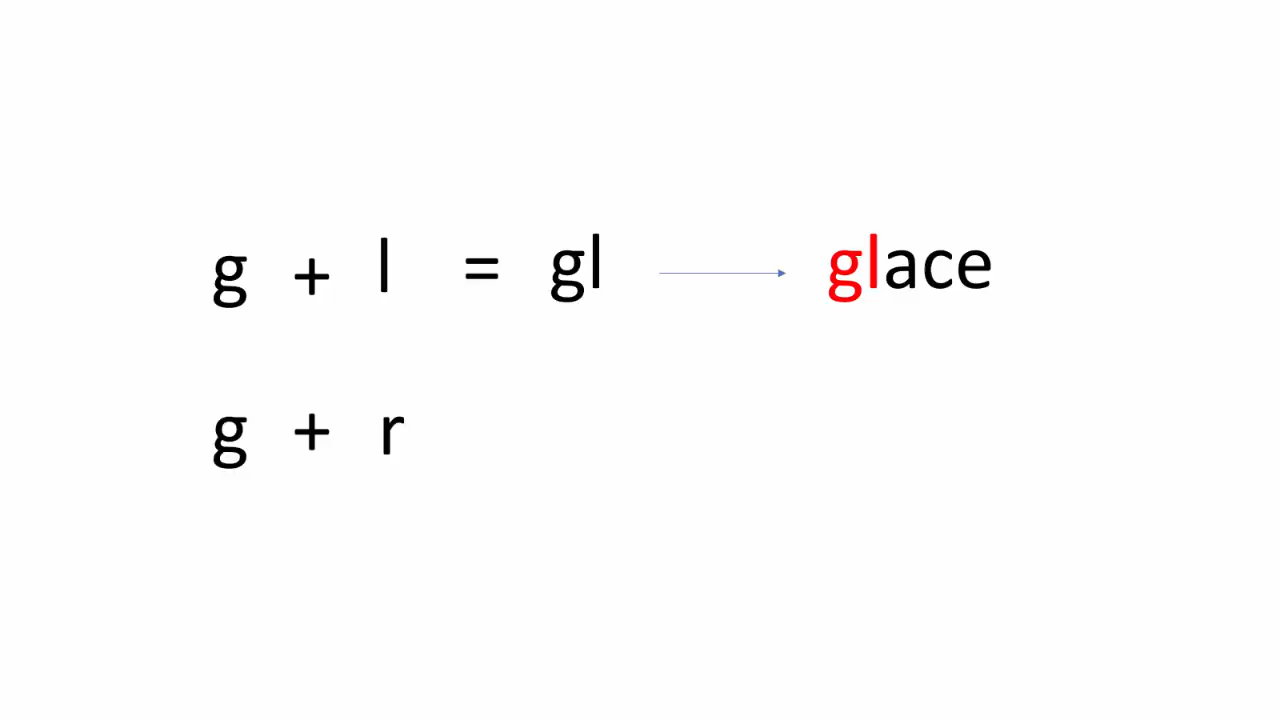 g + l = gl glace
g + r